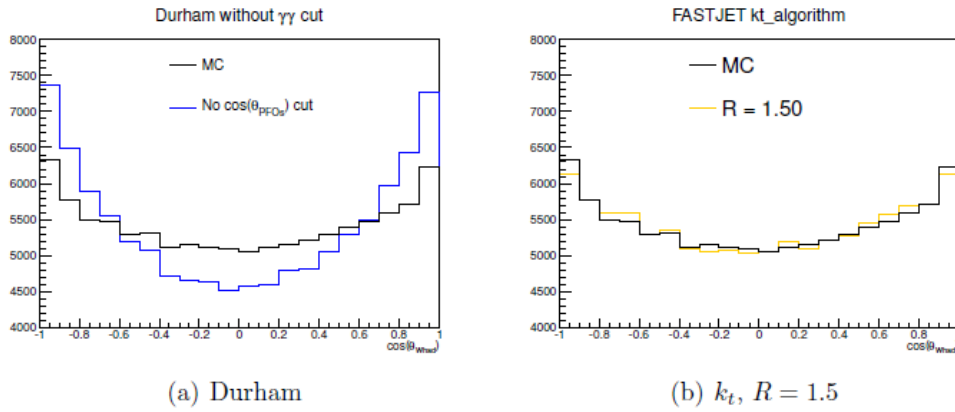 Durham without γγ cut
8000
7500
7000
6500
6000
5500
5000
4500
4000
-1 -0.8 -0.6 -0.4 -0.2 0 0.2 0.4 0.6 0.8 1
cos(θWhad)
MC
No cos(θPFOs) cut
(a) Durham
FASTJET kt_algorithm
8000
7500
7000
6500
6000
5500
5000
4500
4000
-1 -0.8 -0.6 -0.4 -0.2 0 0.2 0.4 0.6 0.8 1
cos(θWhad)
MC
R = 1.50
(b) kt, R = 1.5